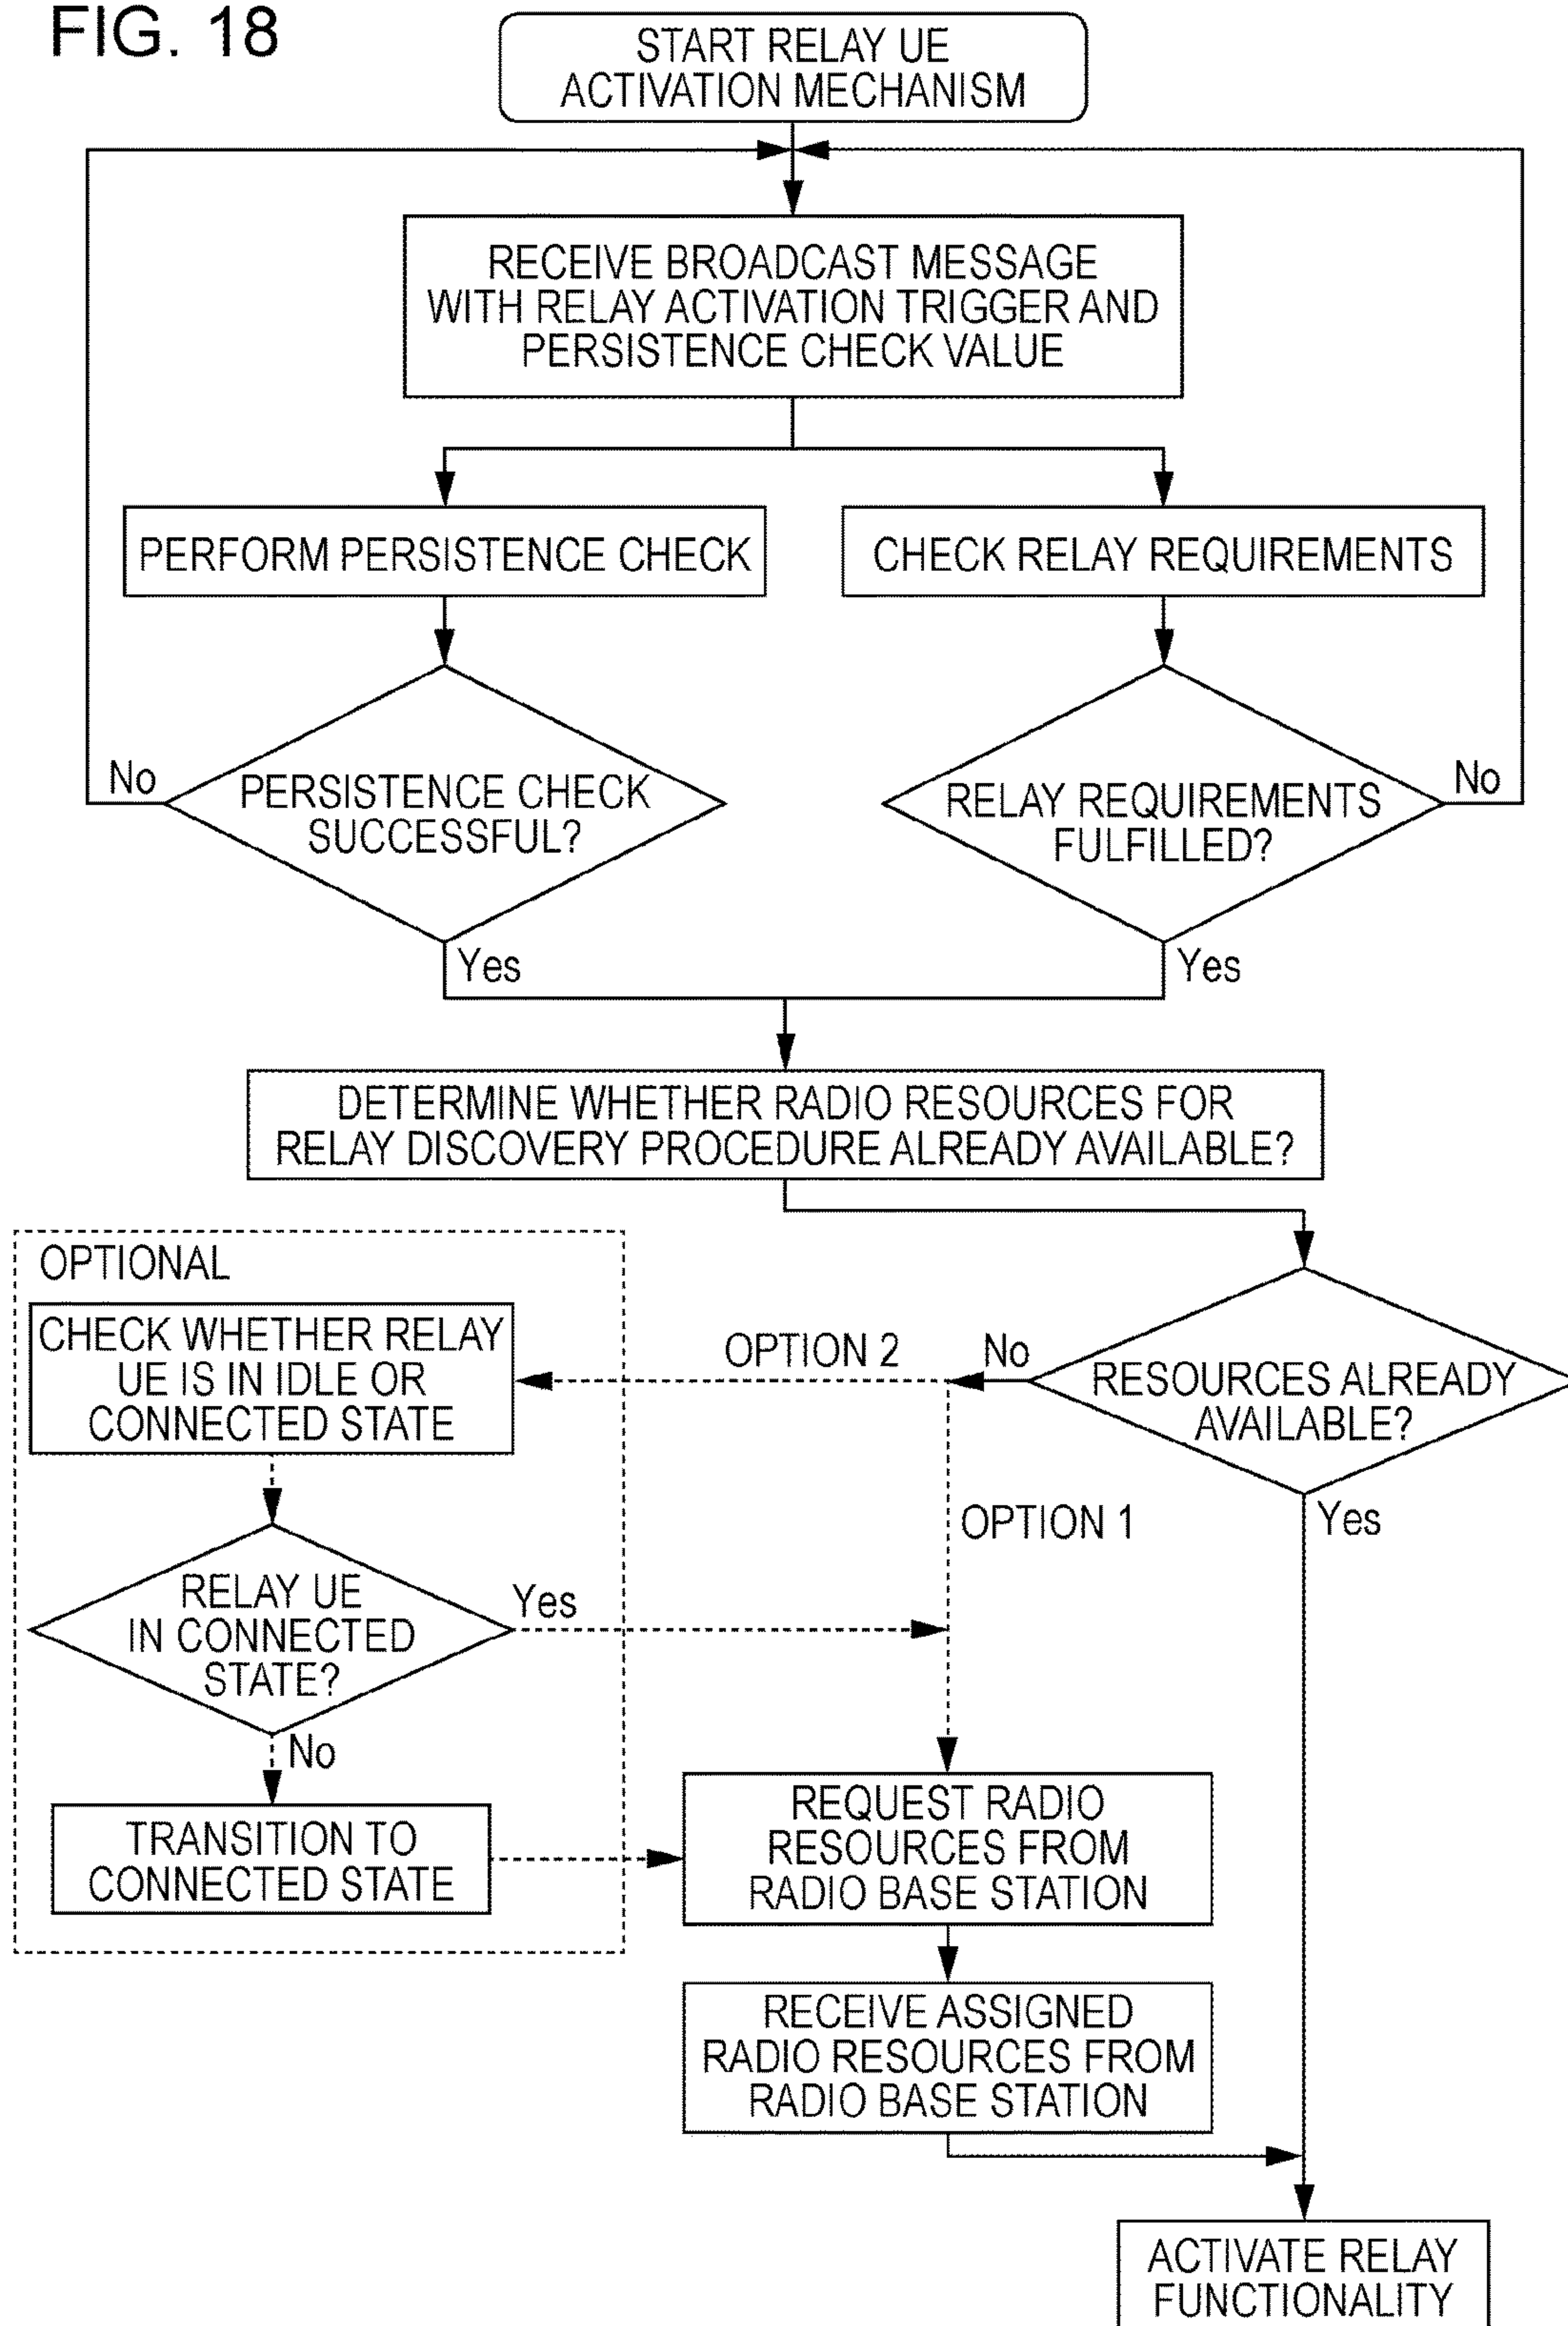 FIG. 18
START RELAY UE
ACTIVATION MECHANISM
RECEIVE BROADCAST MESSAGE
WITH RELAY ACTIVATION TRIGGER AND
PERSISTENCE CHECK VALUE
PERFORM PERSISTENCE CHECK
CHECK RELAY REQUIREMENTS
No
PERSISTENCE CHECK
SUCCESSFUL?
RELAY REQUIREMENTS
FULFILLED?
No
Yes
Yes
DETERMINE WHETHER RADIO RESOURCES FOR
RELAY DISCOVERY PROCEDURE ALREADY AVAILABLE?
OPTIONAL
CHECK WHETHER RELAY
UE IS IN IDLE OR
CONNECTED STATE
OPTION 2
No
RESOURCES ALREADY
AVAILABLE?
OPTION 1
Yes
RELAY UE
IN CONNECTED
STATE?
Yes
No
TRANSITION TO
CONNECTED STATE
REQUEST RADIO
RESOURCES FROM
RADIO BASE STATION
RECEIVE ASSIGNED
RADIO RESOURCES FROM
RADIO BASE STATION
ACTIVATE RELAY
FUNCTIONALITY